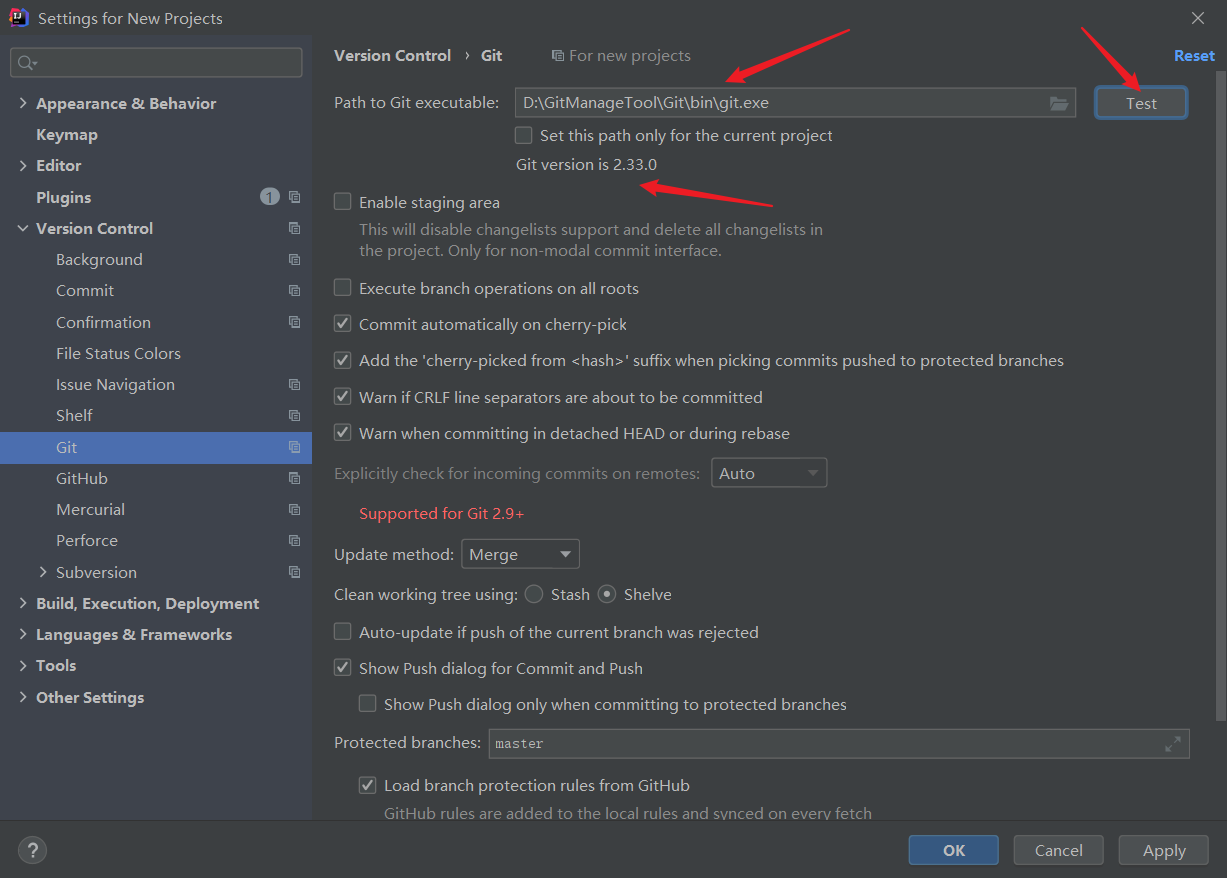 Settings for New Projects
Version Control › Git For new projects Reset
Appearance & Behavior
Keymap
Editor
Plugins 1
Version Control
Background
Commit
Confirmation
File Status Colors
Issue Navigation
Shelf
Git
GitHub
Mercurial
Perforce
Subversion
Build, Execution, Deployment
Languages & Frameworks
Tools
Other Settings
Path to Git executable: D:\GitManageTool\Git\bin\git.exe Test
Set this path only for the current project
Git version is 2.33.0
Enable staging area
This will disable changelists support and delete all changelists in
the project. Only for non-modal commit interface.
Execute branch operations on all roots
Commit automatically on cherry-pick
Add the 'cherry-picked from <hash>' suffix when picking commits pushed to protected branches
Warn if CRLF line separators are about to be committed
Warn when committing in detached HEAD or during rebase
Explicitly check for incoming commits on remotes: Auto
Supported for Git 2.9+
Update method: Merge
Clean working tree using: Stash Shelve
Auto-update if push of the current branch was rejected
Show Push dialog for Commit and Push
Show Push dialog only when committing to protected branches
Protected branches: master
Load branch protection rules from GitHub
GitHub rules are added to the local rules and synced on every fetch
? OK Cancel Apply